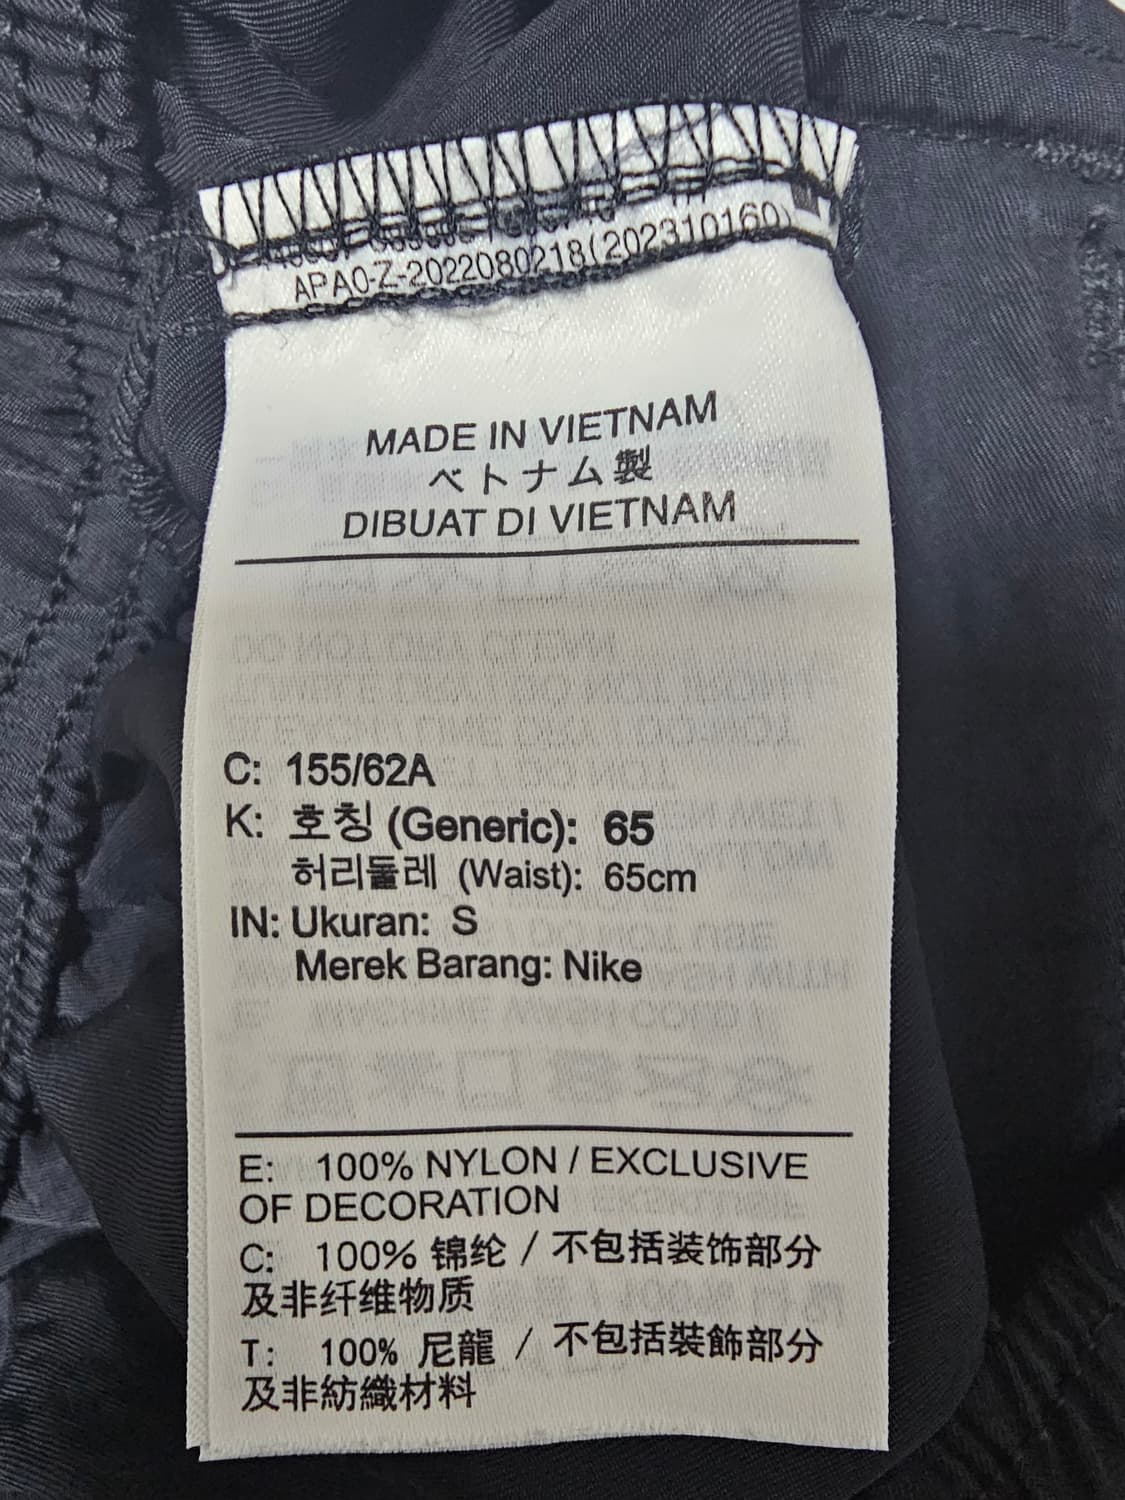 APA0-Z-2022080218(202310160)
MADE IN VIETNAM
ベトナム製
DIBUAT DI VIETNAM
C: 155/62A
K: 호칭 (Generic): 65
허리둘레 (Waist): 65cm
IN: Ukuran: S
Merek Barang: Nike
E: 100% NYLON / EXCLUSIVE
OF DECORATION
C: 100% 锦纶 / 不包括装饰部分
及非纤维物质
T: 100% 尼龍 / 不包括裝飾部分
及非紡織材料